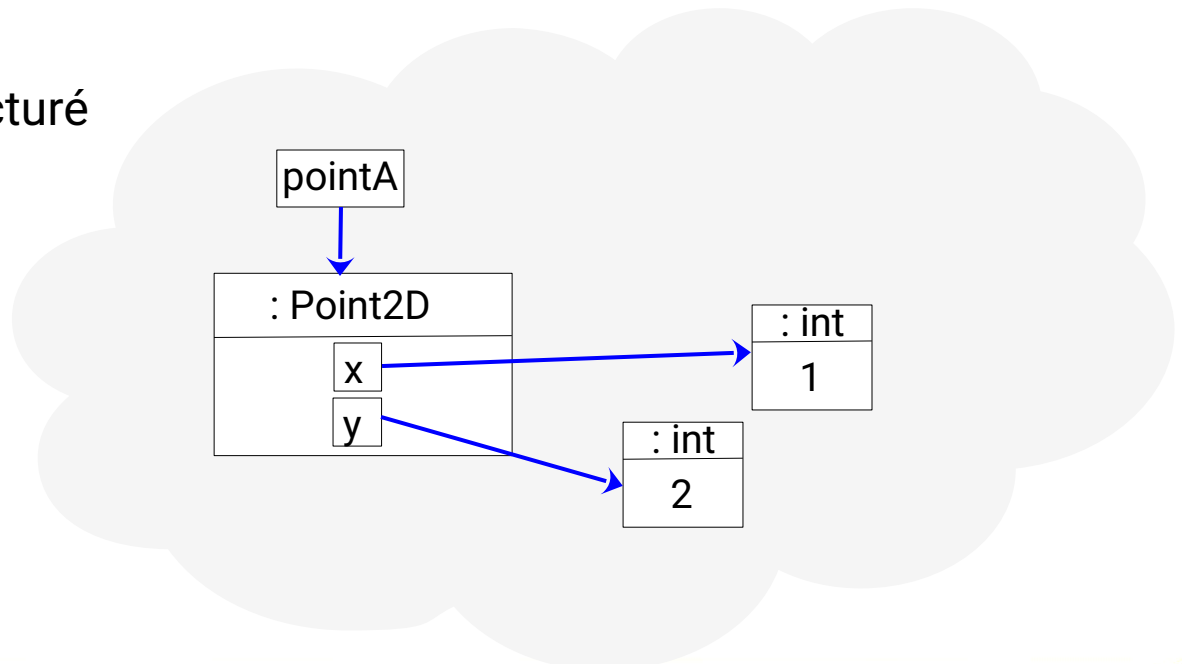 cturé
pointA
: Point2D
x
y
: int
1
: int
2